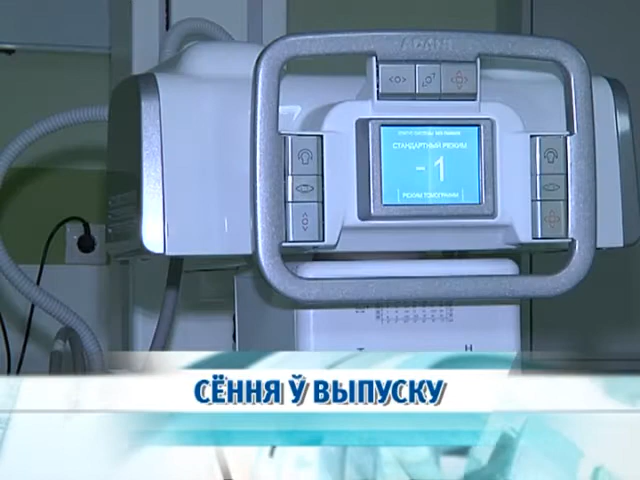 СТАНДАРТНЫЙ РЕЖИМ
1
РЕЖИМ ТОМОГРАФИИ
Н
СЁННЯ Ў ВЫПУСКУ